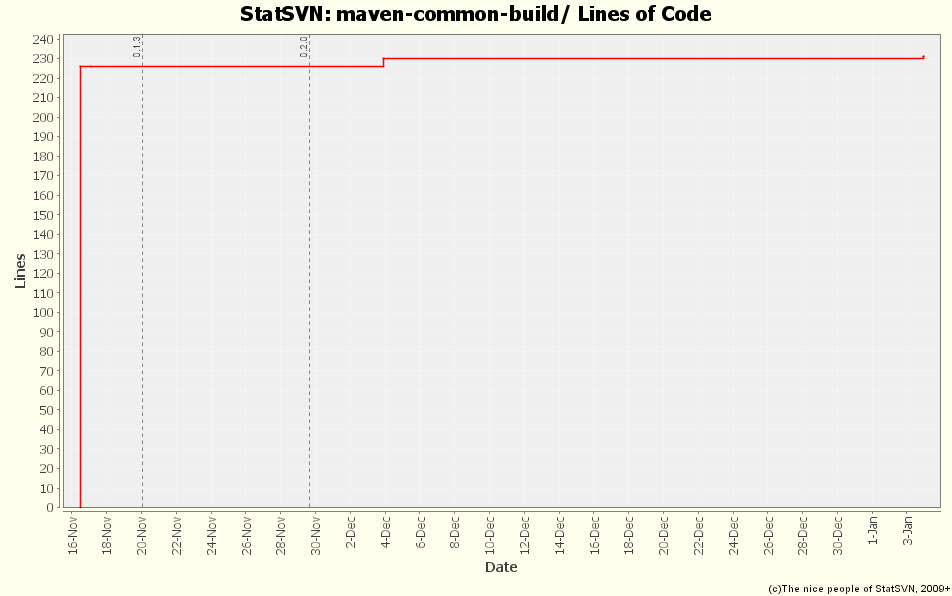 StatSVN: maven-common-build/ Lines of Code
240
230
220
210
200
190
180
170
160
150
140
130
120
110
100
90
80
70
60
50
40
30
20
10
0
Lines
0.1.3
0.2.0
16-Nov
18-Nov
20-Nov
22-Nov
24-Nov
26-Nov
28-Nov
30-Nov
2-Dec
4-Dec
6-Dec
8-Dec
10-Dec
12-Dec
14-Dec
16-Dec
18-Dec
20-Dec
22-Dec
24-Dec
26-Dec
28-Dec
30-Dec
1-Jan
3-Jan
Date
(c)The nice people of StatSVN, 2009+